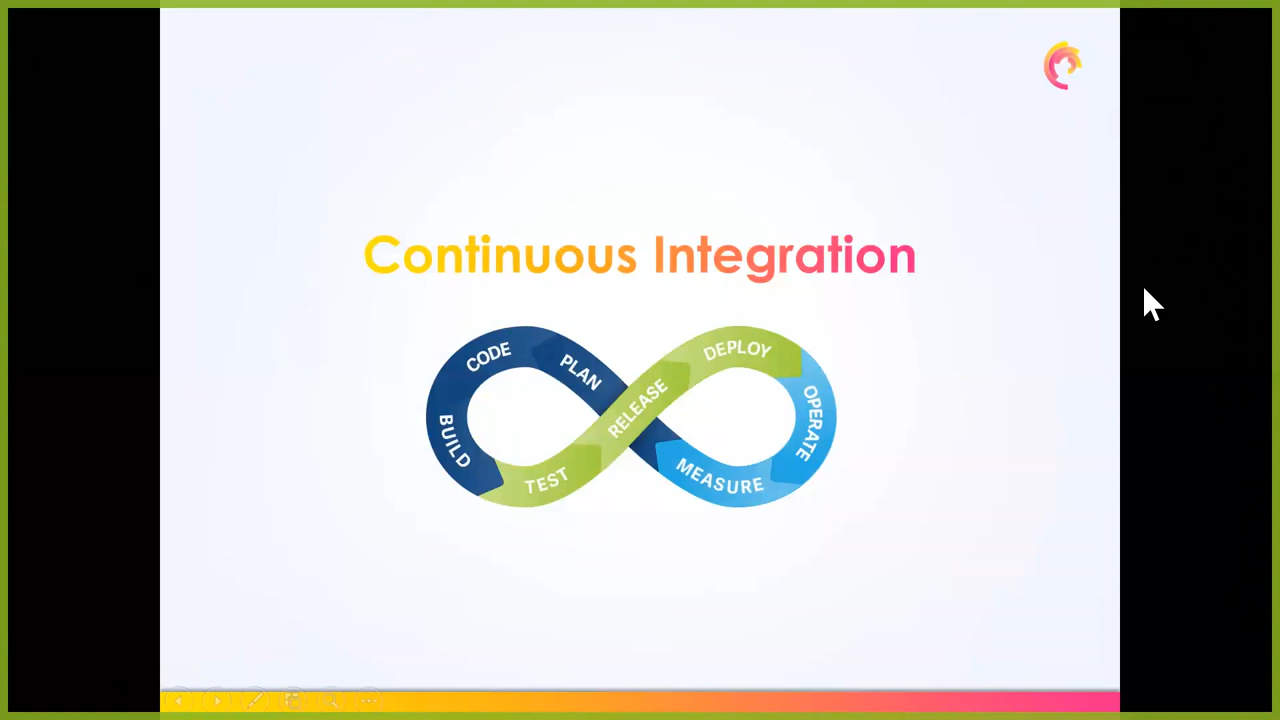 Continuous Integration
PLAN
CODE
BUILD
TEST
RELEASE
DEPLOY
OPERATE
MEASURE